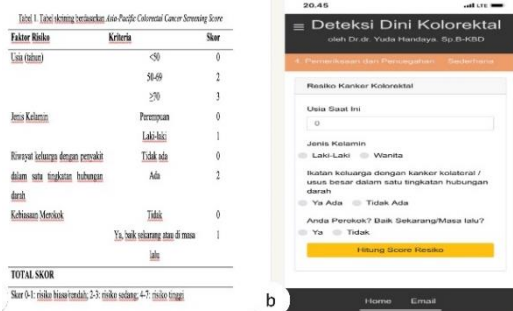 Tabel 1. Tabel skrining berdasarkan Asia-Pacific Colorectal Cancer Screening Score
Faktor Risiko Kriteria Skor
Usia (tahun) <50 0
50-69 2
≥70 3
Jenis Kelamin Perempuan 0
Laki-laki 1
Riwayat keluarga dengan penyakit Tidak ada 0
dalam satu tingkatan hubungan Ada 2
darah
Kebiasaan Merokok Tidak 0
Ya, baik sekarang atau di masa 1
lalu
TOTAL SKOR
Skor 0-1: risiko biasa/rendah; 2-3: risiko sedang; 4-7: risiko tinggi
b
20.45
LTE
Deteksi Dini Kolorektal
oleh Dr.dr. Yuda Handaya. Sp.B-KBD
4. Pemeriksaan dan Pencegahan Sederhana
Resiko Kanker Kolorektal
Usia Saat Ini
0
Jenis Kelamin
Laki-Laki Wanita
Ikatan keluarga dengan kanker kolateral /
usus besar dalam satu tingkatan hubungan
darah
Ya Ada Tidak Ada
Anda Perokok? Baik Sekarang/Masa lalu?
Ya Tidak
Hitung Score Resiko
Home Email